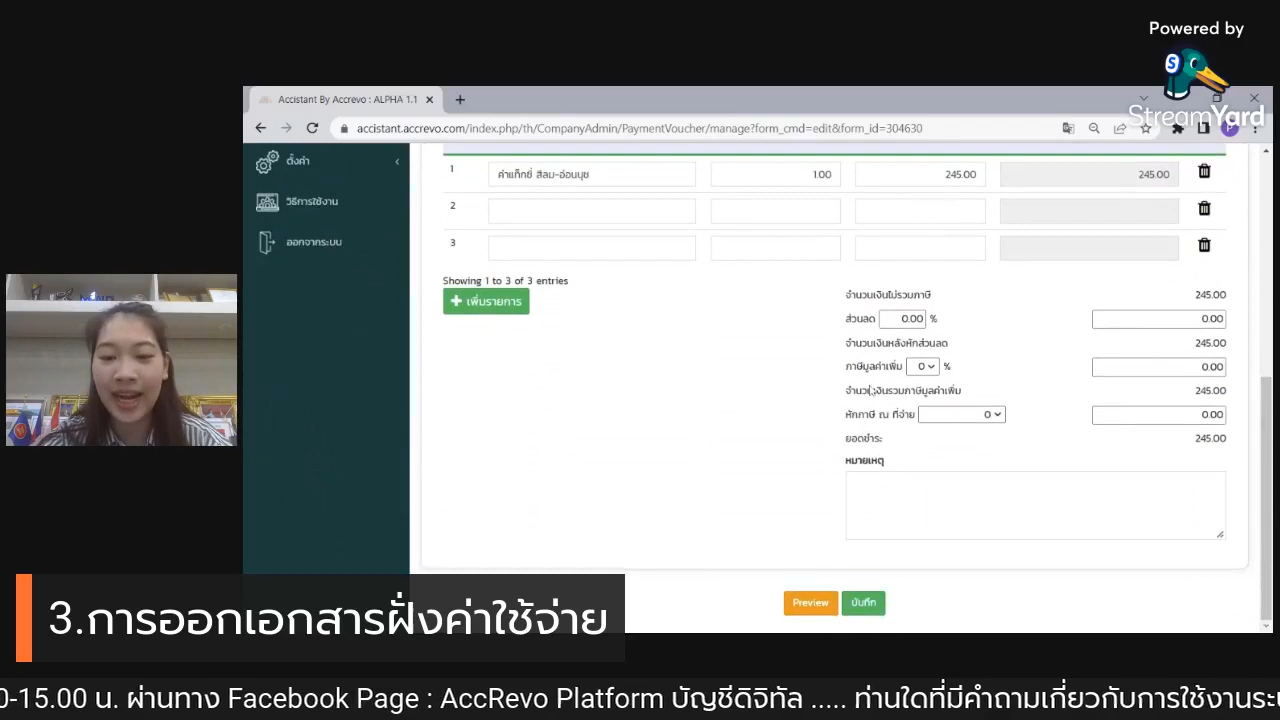 Powered by
StreamYard
Accistant By Accrevo : ALPHA 1.1
accistant.accrevo.com/index.php/th/CompanyAdmin/PaymentVoucher/manage?form_cmd=edit&form_id=304630
ตั้งค่า
วิธีการใช้งาน
ออกจากระบบ
1 ค่าแท็กซี่ สีลม-อ่อนนุช 1.00 245.00 245.00
2
3
Showing 1 to 3 of 3 entries
เพิ่มรายการ
จำนวนเงินไม่รวมภาษี 245.00
ส่วนลด 0.00 % 0.00
จำนวนเงินหลังหักส่วนลด 245.00
ภาษีมูลค่าเพิ่ม 0 % 0.00
จำนวนเงินรวมภาษีมูลค่าเพิ่ม 245.00
หักภาษี ณ ที่จ่าย 0 0.00
ยอดชำระ 245.00
หมายเหตุ
Preview บันทึก
3.การออกเอกสารฝั่งค่าใช้จ่าย
0-15.00 น. ผ่านทาง Facebook Page : AccRevo Platform บัญชีดิจิทัล ..... ท่านใดที่มีคำถามเกี่ยวกับการใช้งานระ